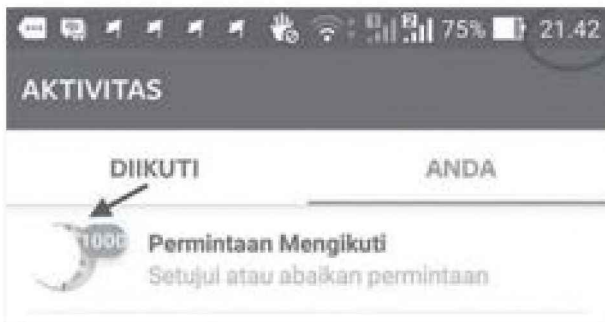 75% 21.42
AKTIVITAS
DIIKUTI ANDA
1000 Permintaan Mengikuti
Setujui atau abaikan permintaan